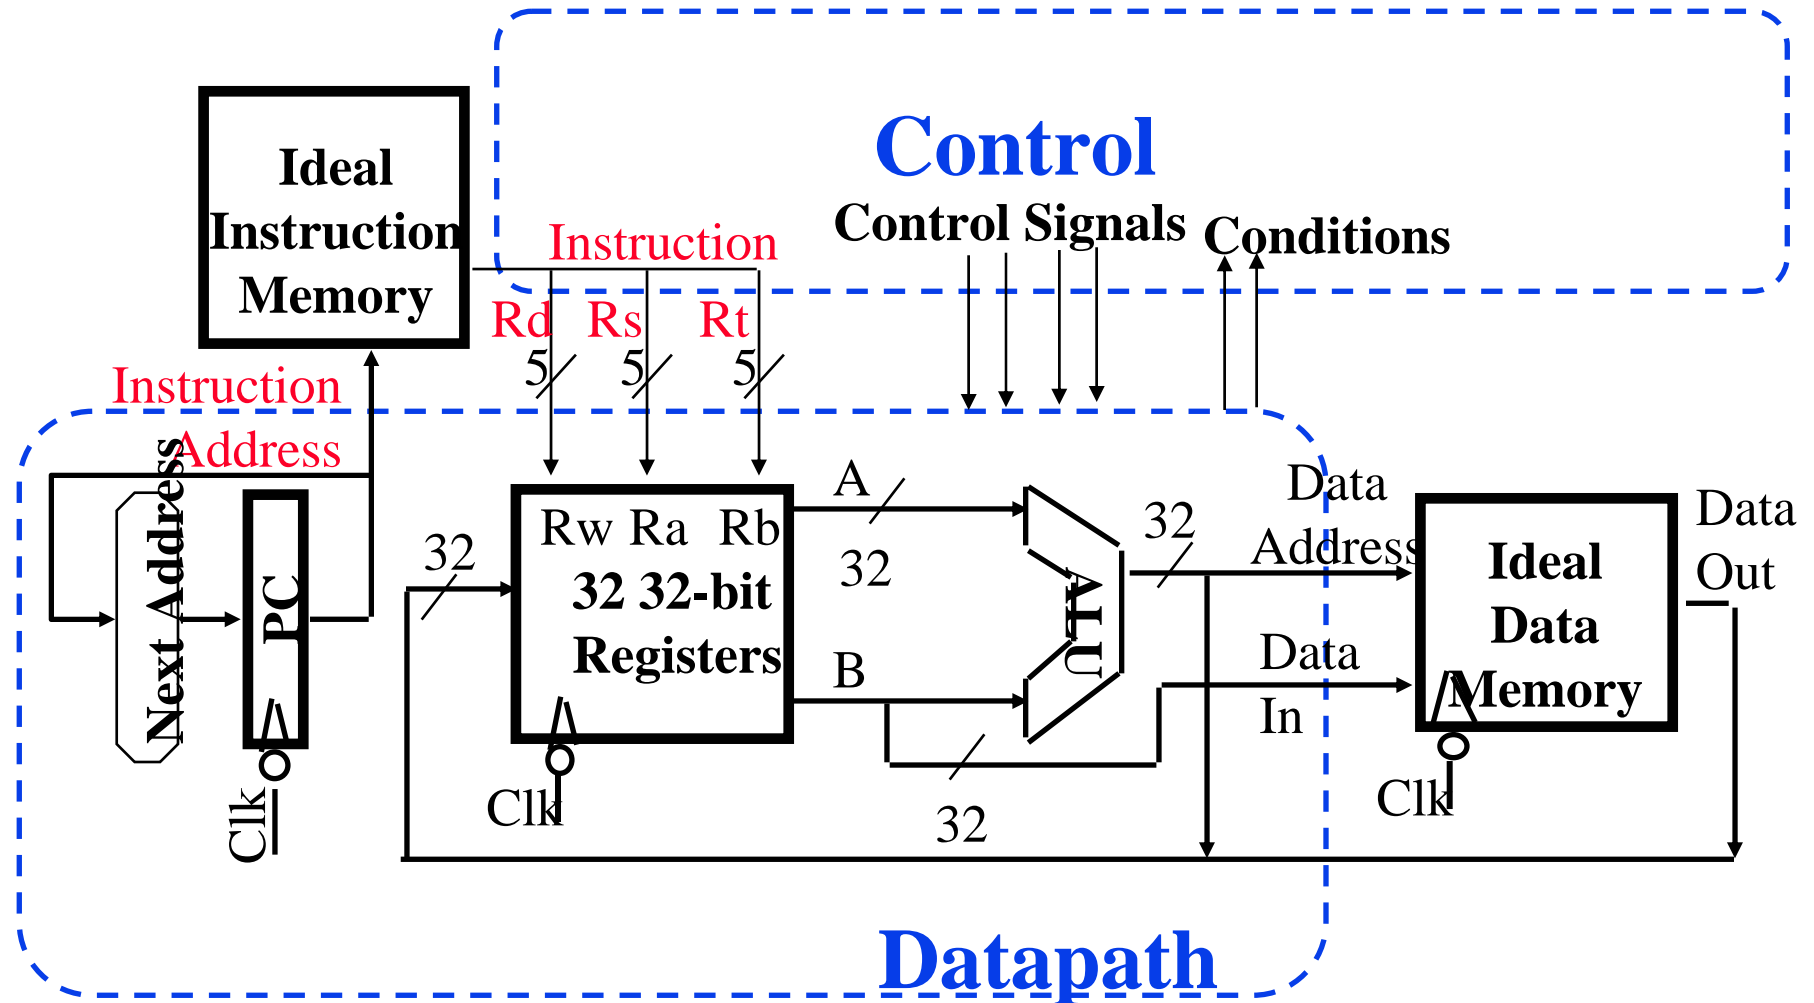 Control
Ideal
Instruction
Memory
Control Signals
Conditions
Instruction
Rd
Rs
Rt
5
5
5
Instruction
Address
Next Address
PC
Clk
32
Rw Ra Rb
32 32-bit
Registers
Clk
A
32
B
32
ALU
32
Data
Address
Data
In
Ideal
Data
Memory
Clk
Data
Out
Datapath